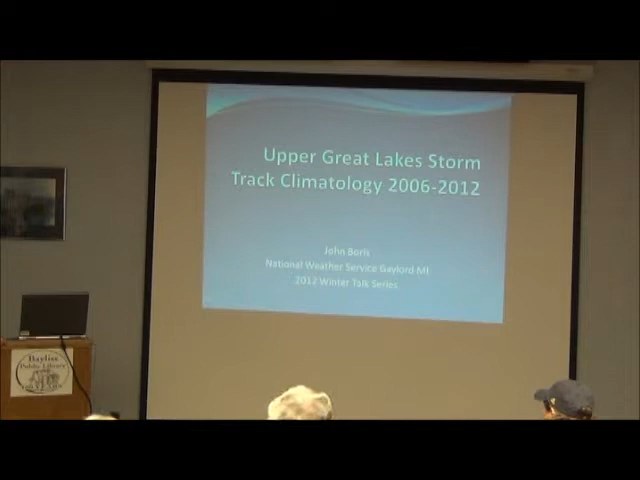 Upper Great Lakes Storm
Track Climatology 2006-2012
John Boris
National Weather Service Gaylord MI
2012 Winter Talk Series
Bayliss
Public Library